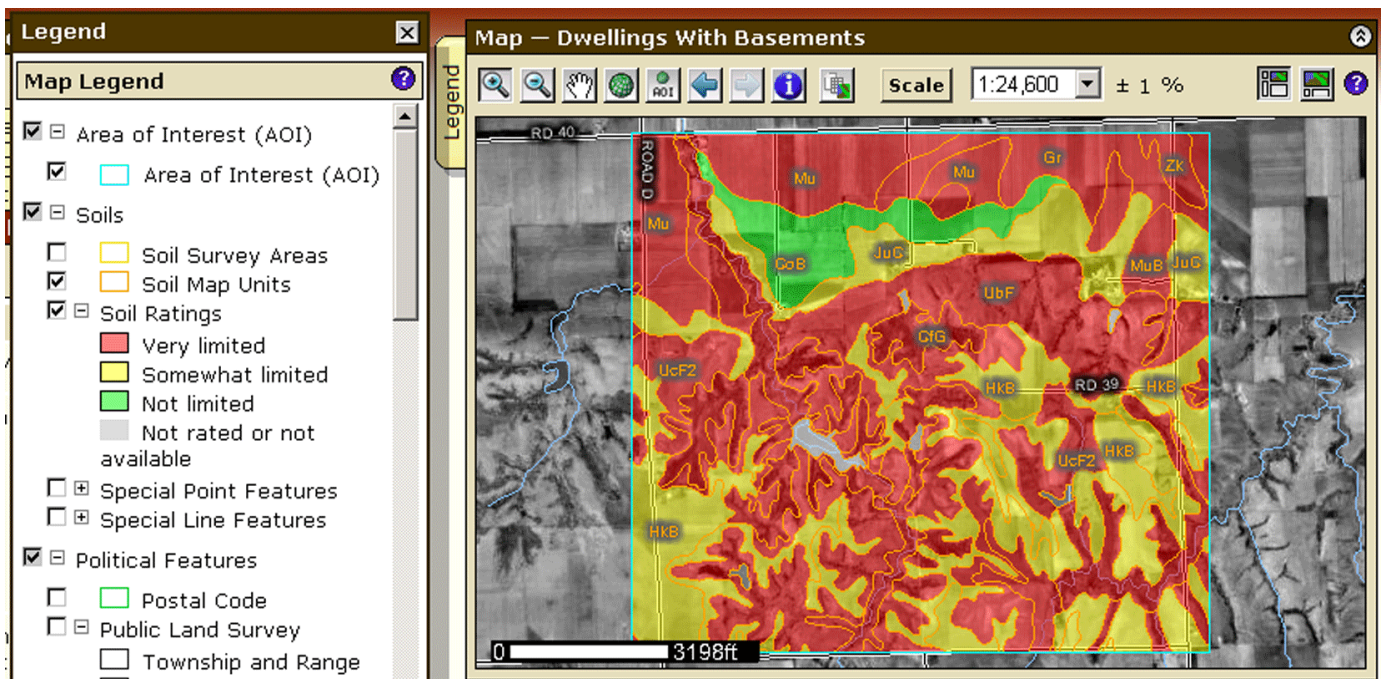 Legend
Map Legend
Area of Interest (AOI)
Area of Interest (AOI)
Soils
Soil Survey Areas
Soil Map Units
Soil Ratings
Very limited
Somewhat limited
Not limited
Not rated or not
available
Special Point Features
Special Line Features
Political Features
Postal Code
Public Land Survey
Township and Range
Legend
Map — Dwellings With Basements
AOI
Scale
1:24,600
± 1 %
RD 40
ROAD D
Mu
Mu
Gr
Zk
Mu
CoB
JuC
MuB
JuC
UbF
CfG
UcF2
HkB
RD 39
HkB
UcF2
HkB
HkB
0
3198ft